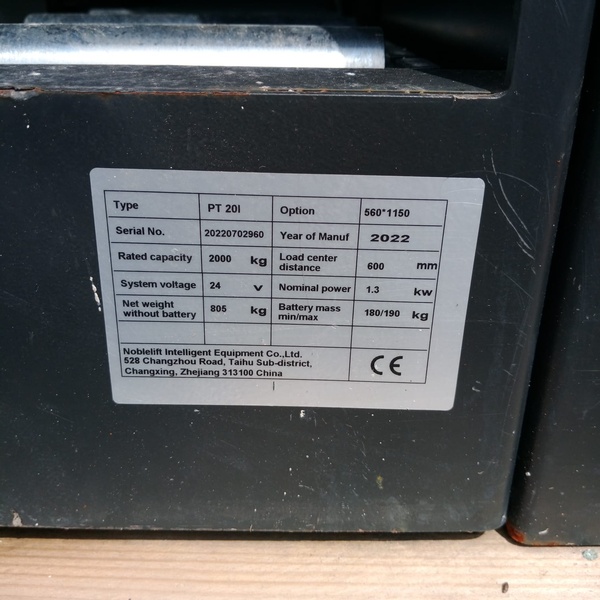 Type PT 20I Option 560*1150
Serial No. 20220702960 Year of Manuf 2022
Rated capacity 2000 kg Load center distance 600 mm
System voltage 24 V Nominal power 1.3 kw
Net weight without battery 805 kg Battery mass min/max 180/190 kg
Noblelift Intelligent Equipment Co.,Ltd.
528 Changzhou Road, Taihu Sub-district,
Changxing, Zhejiang 313100 China
CE